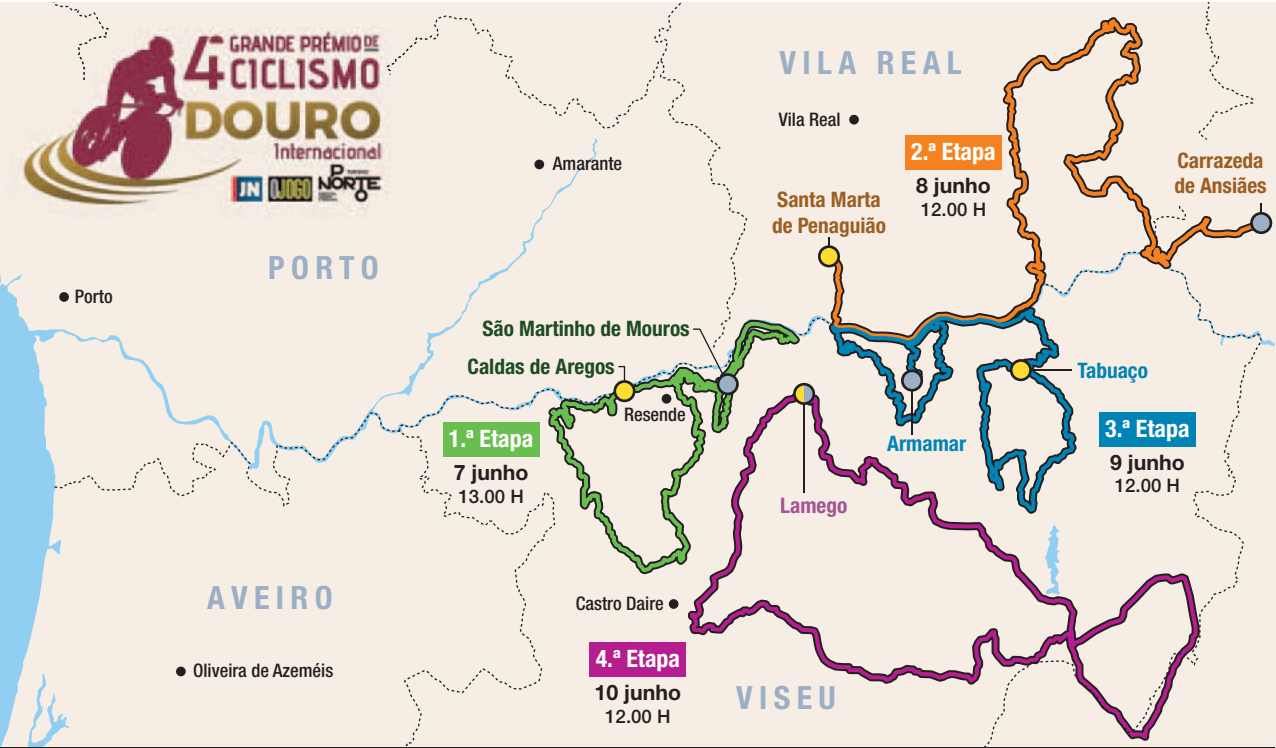 4º GRANDE PRÉMIO DE
CICLISMO
DOURO
Internacional
JN OJOGO TURISMO PORTO NORTE
VILA REAL
Vila Real
Amarante
2.ª Etapa
8 junho
12.00 H
Carrazeda
de Ansiães
Santa Marta
de Penaguião
PORTO
Porto
São Martinho de Mouros
Caldas de Aregos
Resende
Tabuaço
1.ª Etapa
7 junho
13.00 H
Armamar
3.ª Etapa
9 junho
12.00 H
Lamego
AVEIRO
Castro Daire
4.ª Etapa
10 junho
12.00 H
VISEU
Oliveira de Azeméis